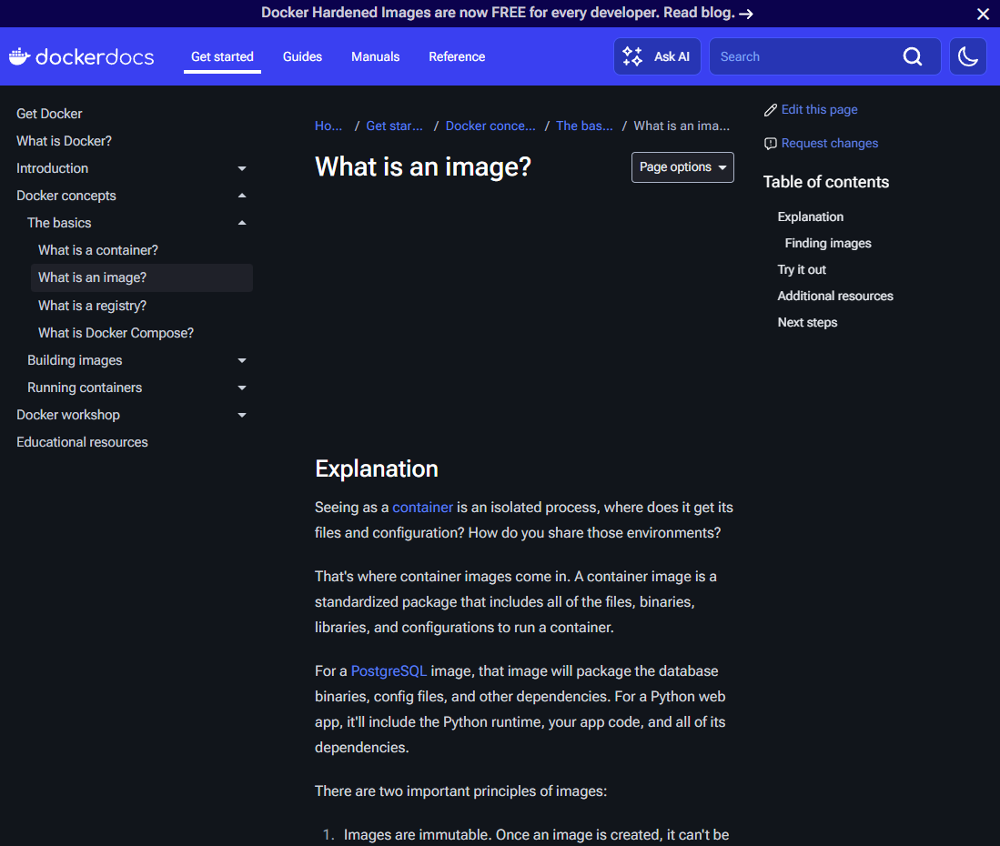 Docker Hardened Images are now FREE for every developer. Read blog.
dockerdocs
Get started
Guides
Manuals
Reference
Ask AI
Search
Get Docker
What is Docker?
Introduction
Docker concepts
The basics
What is a container?
What is an image?
What is a registry?
What is Docker Compose?
Building images
Running containers
Docker workshop
Educational resources
Ho... / Get star... / Docker conce... / The bas... / What is an ima...
What is an image?
Page options
Explanation
Seeing as a container is an isolated process, where does it get its
files and configuration? How do you share those environments?
That's where container images come in. A container image is a
standardized package that includes all of the files, binaries,
libraries, and configurations to run a container.
For a PostgreSQL image, that image will package the database
binaries, config files, and other dependencies. For a Python web
app, it'll include the Python runtime, your app code, and all of its
dependencies.
There are two important principles of images:
1. Images are immutable. Once an image is created, it can't be
Edit this page
Request changes
Table of contents
Explanation
Finding images
Try it out
Additional resources
Next steps